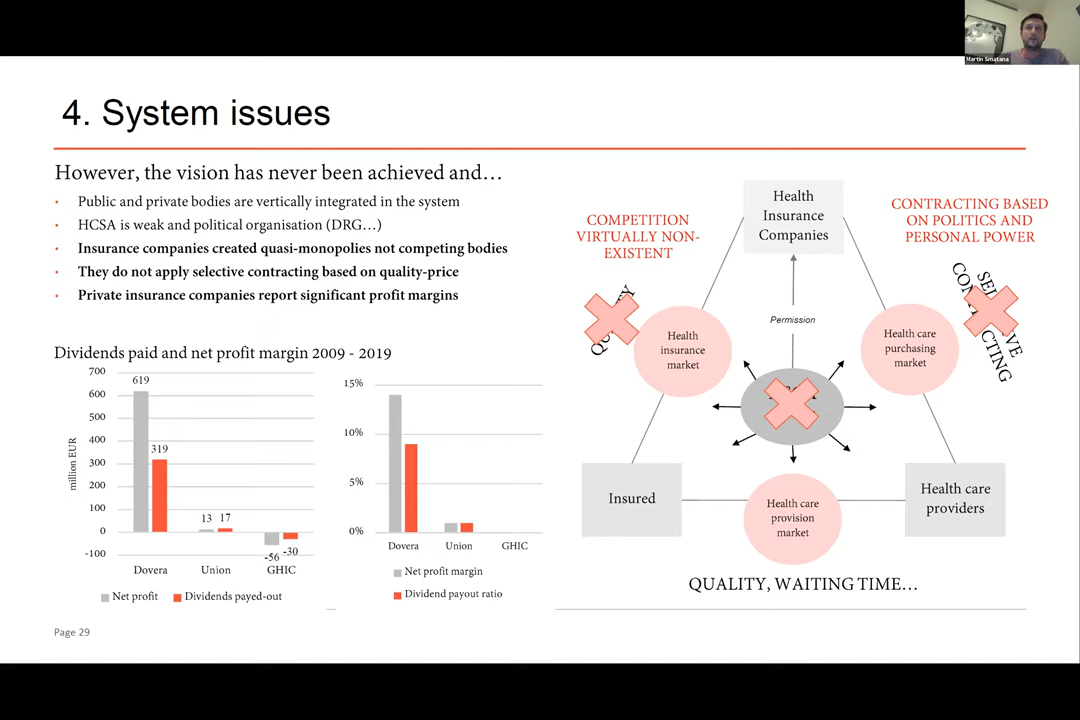 Martin Smatana
4. System issues
However, the vision has never been achieved and…
• Public and private bodies are vertically integrated in the system
• HCSA is weak and political organisation (DRG…)
• Insurance companies created quasi-monopolies not competing bodies
• They do not apply selective contracting based on quality-price
• Private insurance companies report significant profit margins
Dividends paid and net profit margin 2009 - 2019
million EUR
700
600
500
400
300
200
100
0
-100
619
319
13
17
-56
-30
Dovera
Union
GHIC
Net profit
Dividends payed-out
15%
10%
5%
0%
Dovera
Union
GHIC
Net profit margin
Dividend payout ratio
COMPETITION
VIRTUALLY NON-
EXISTENT
Health
Insurance
Companies
CONTRACTING BASED
ON POLITICS AND
PERSONAL POWER
Permission
Health
insurance
market
Health care
purchasing
market
Insured
Health care
provision
market
Health care
providers
QUALITY, WAITING TIME…
Page 29